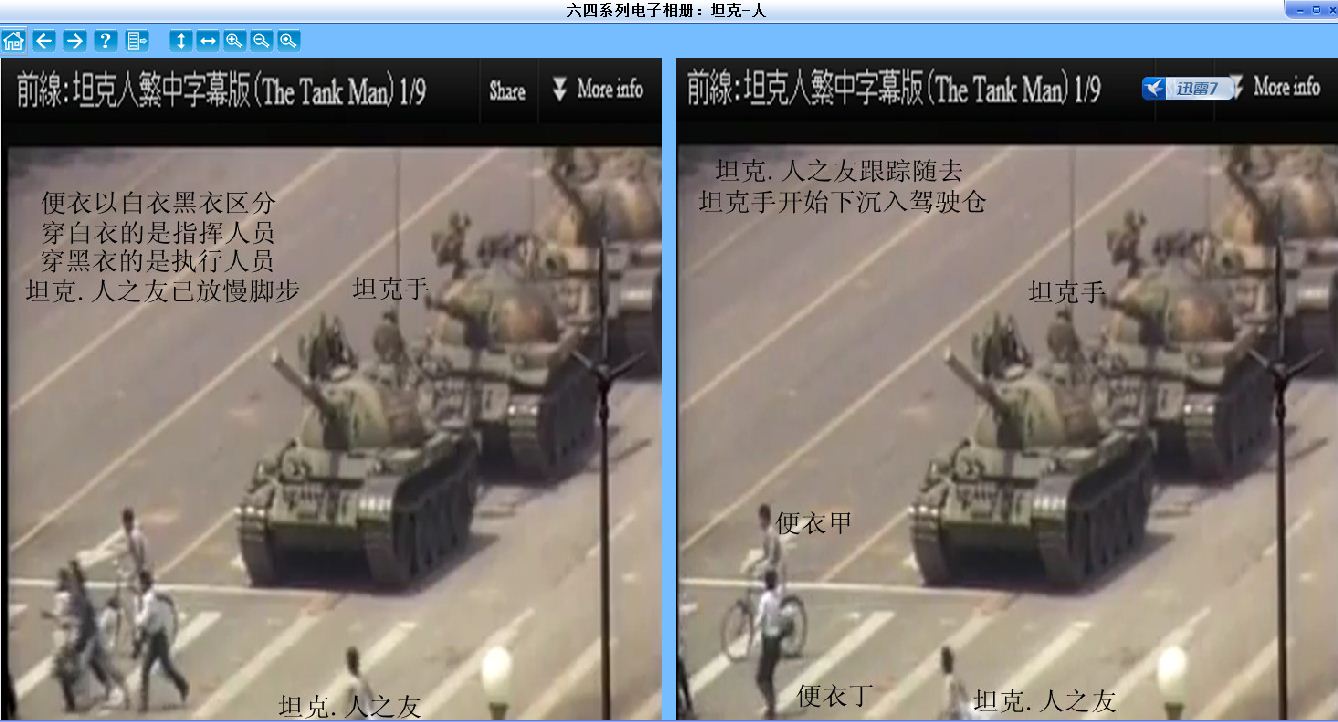 六四系列电子相册：坦克-人
前線:坦克人繁中字幕版(The Tank Man) 1/9
Share
More info
便衣以白衣黑衣区分
穿白衣的是指挥人员
穿黑衣的是执行人员
坦克.人之友已放慢脚步
坦克手
坦克.人之友
前線:坦克人繁中字幕版(The Tank Man) 1/9
迅雷7
More info
坦克.人之友跟踪随去
坦克手开始下沉入驾驶仓
坦克手
便衣甲
便衣丁
坦克.人之友